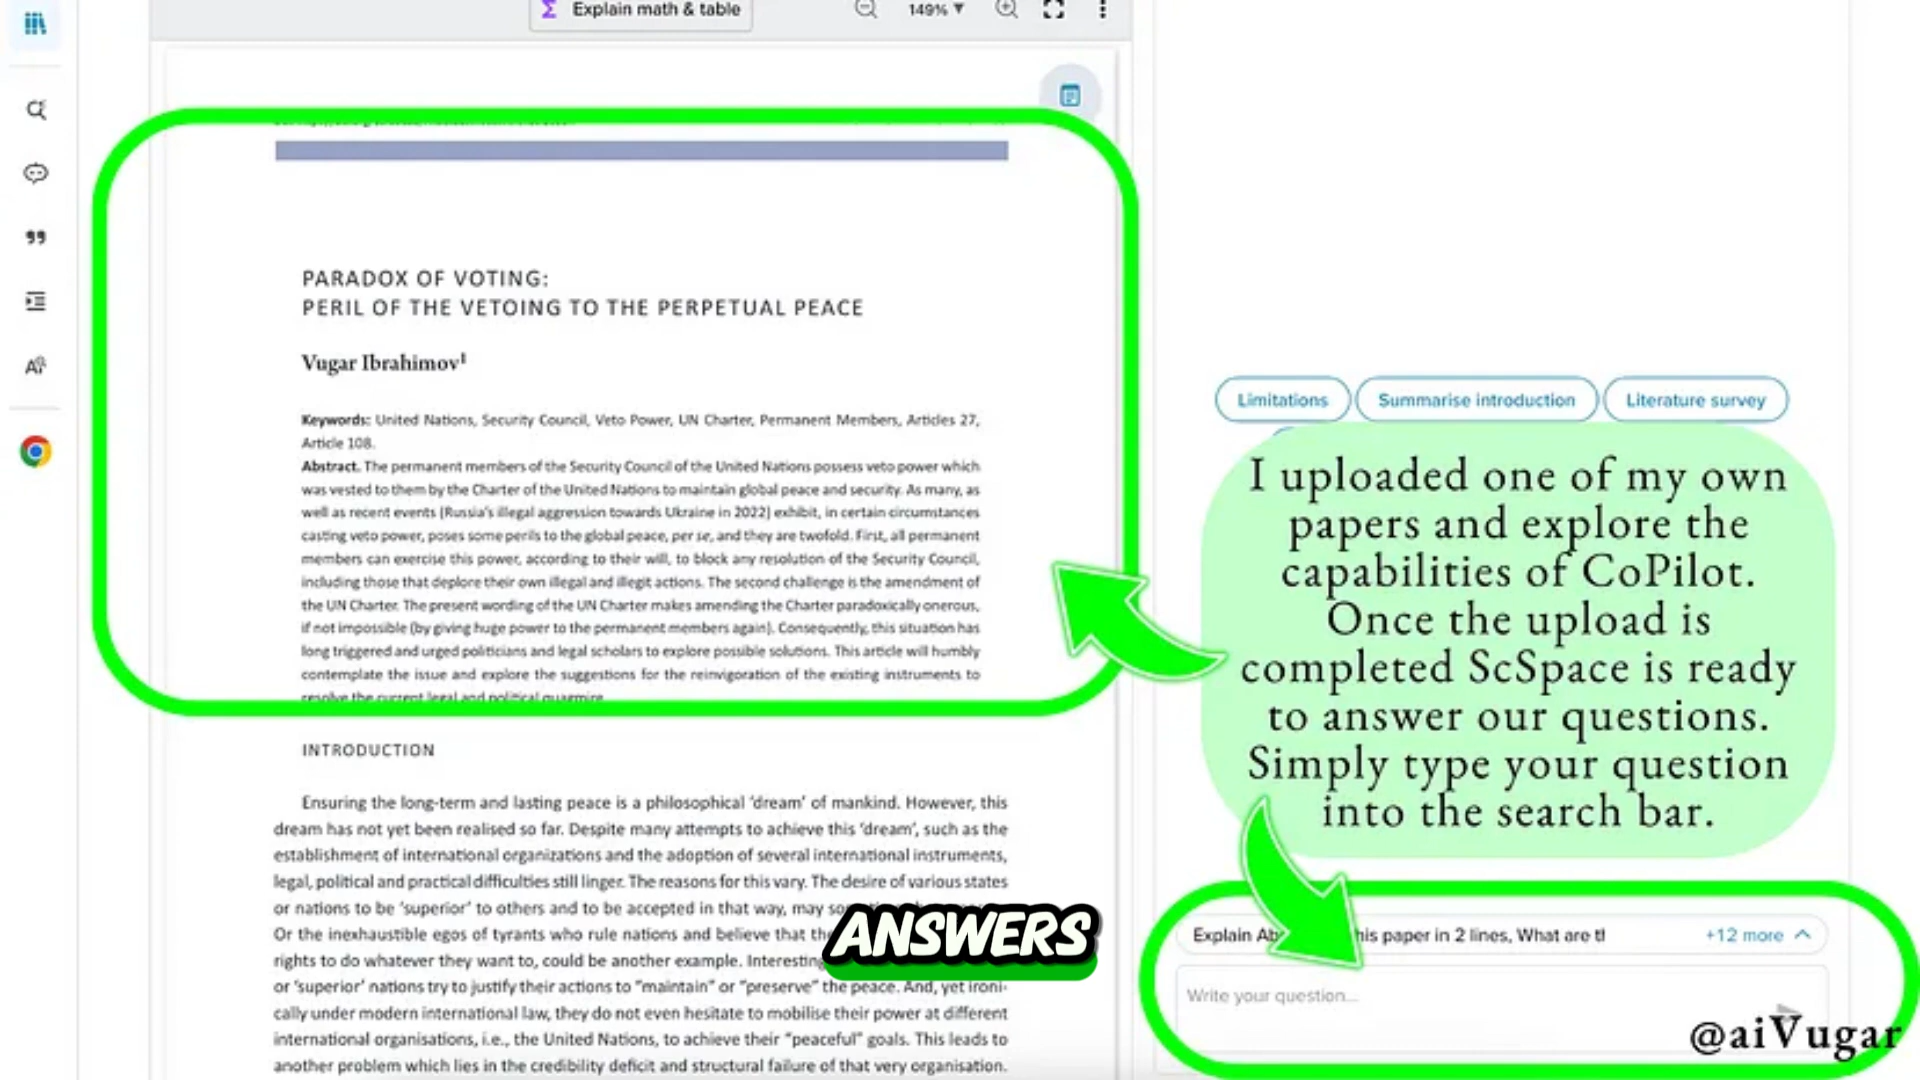 Explain math & table
149%
PARADOX OF VOTING:
PERIL OF THE VETOING TO THE PERPETUAL PEACE
Vugar Ibrahimov¹
Keywords: United Nations, Security Council, Veto Power, UN Charter, Permanent Members, Articles 27,
Article 108.
Abstract. The permanent members of the Security Council of the United Nations possess veto power which
was vested to them by the Charter of the United Nations to maintain global peace and security. As many, as
well as recent events (Russia's illegal aggression towards Ukraine in 2022) exhibit, in certain circumstances
casting veto power, poses some perils to the global peace, per se, and they are twofold. First, all permanent
members can exercise this power, according to their will, to block any resolution of the Security Council,
including those that deplore their own illegal and illegit actions. The second challenge is the amendment of
the UN Charter. The present wording of the UN Charter makes amending the Charter paradoxically onerous,
if not impossible (by giving huge power to the permanent members again). Consequently, this situation has
long triggered and urged politicians and legal scholars to explore possible solutions. This article will humbly
contemplate the issue and explore the suggestions for the reinvigoration of the existing instruments to
resolve the current legal and political quagmire.
INTRODUCTION
Ensuring the long-term and lasting peace is a philosophical 'dream' of mankind. However, this
dream has not yet been realised so far. Despite many attempts to achieve this 'dream', such as the
establishment of international organizations and the adoption of several international instruments,
legal, political and practical difficulties still linger. The reasons for this vary. The desire of various states
or nations to be 'superior' to others and to be accepted in that way, may
Or the inexhaustible egos of tyrants who rule nations and believe that
rights to do whatever they want to, could be another example.
or 'superior' nations try to justify their actions to "maintain" or "preserve" the peace. And, yet ironi-
cally under modern international law, they do not even hesitate to mobilise their power at different
international organisations, i.e., the United Nations, to achieve their "peaceful" goals. This leads to
another problem which lies in the credibility deficit and structural failure of that very organisation.
ANSWERS
Limitations
Summarise introduction
Literature survey
I uploaded one of my own
papers and explore the
capabilities of CoPilot.
Once the upload is
completed ScSpace is ready
to answer our questions.
Simply type your question
into the search bar.
Explain Ab his paper in 2 lines, What are th
+12 more
Write your question...
@aiVugar